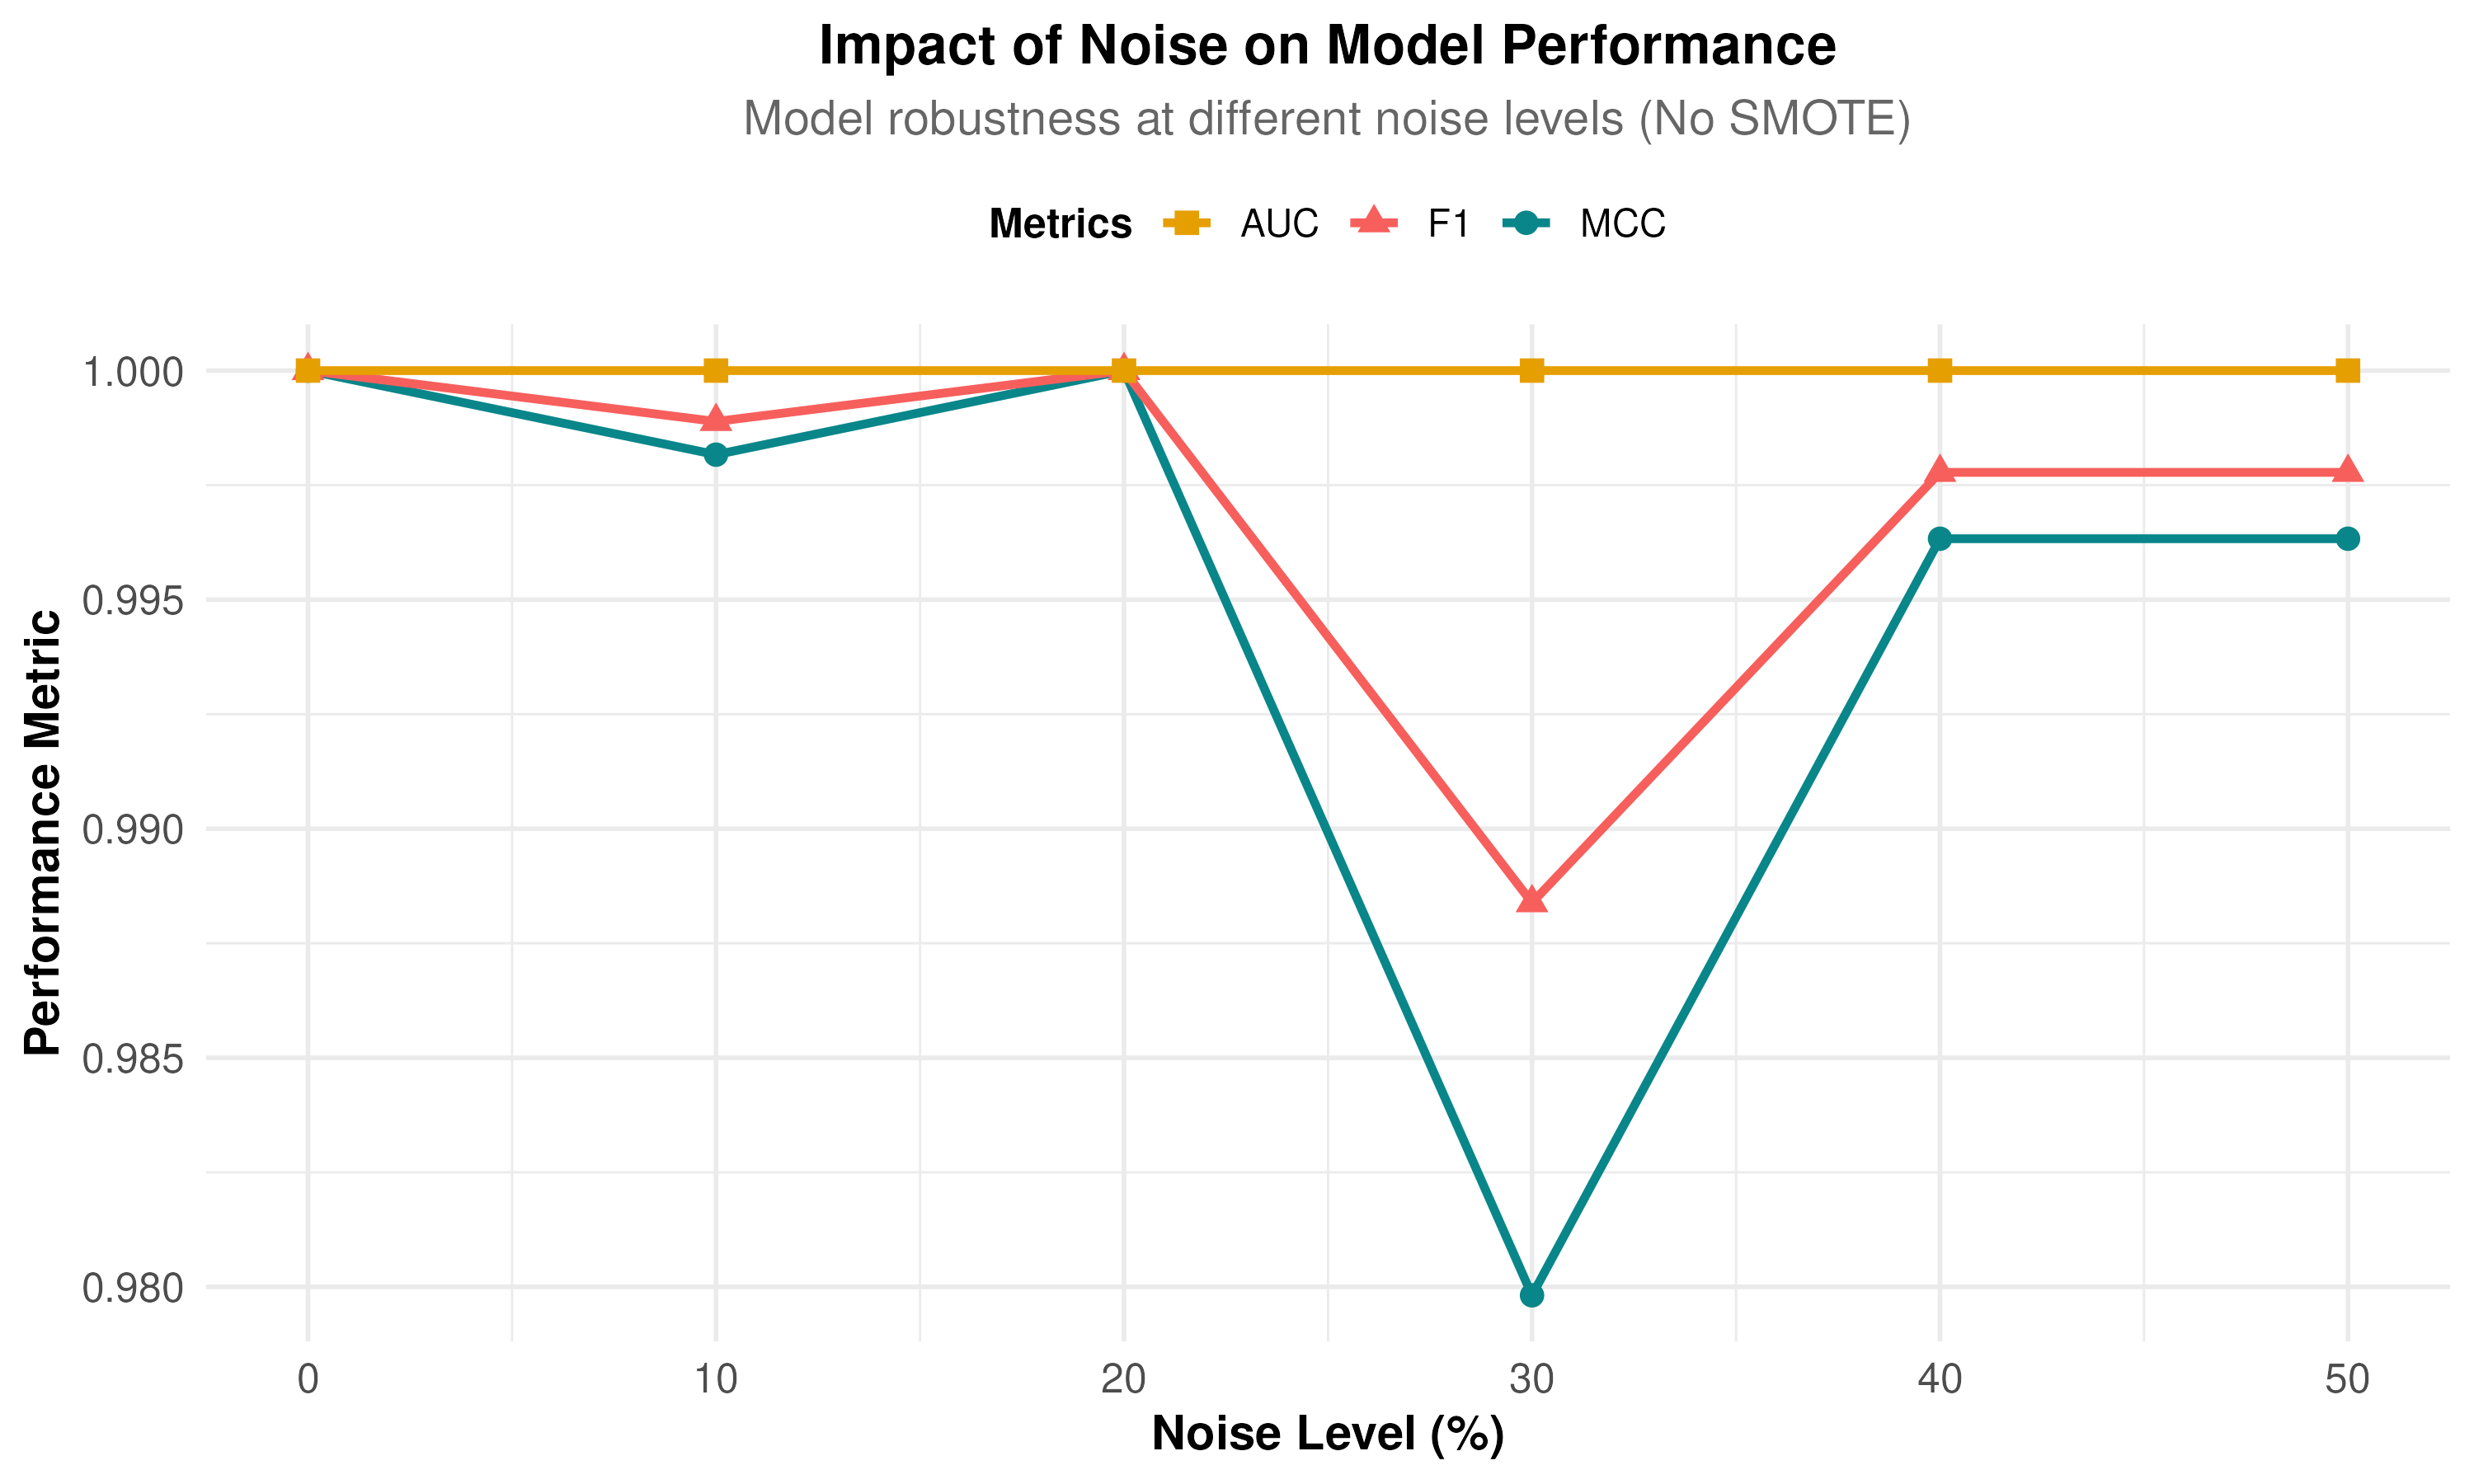 Impact of Noise on Model Performance
Model robustness at different noise levels (No SMOTE)
Metrics AUC F1 MCC
1.000
0.995
0.990
0.985
0.980
Performance Metric
0 10 20 30 40 50
Noise Level (%)